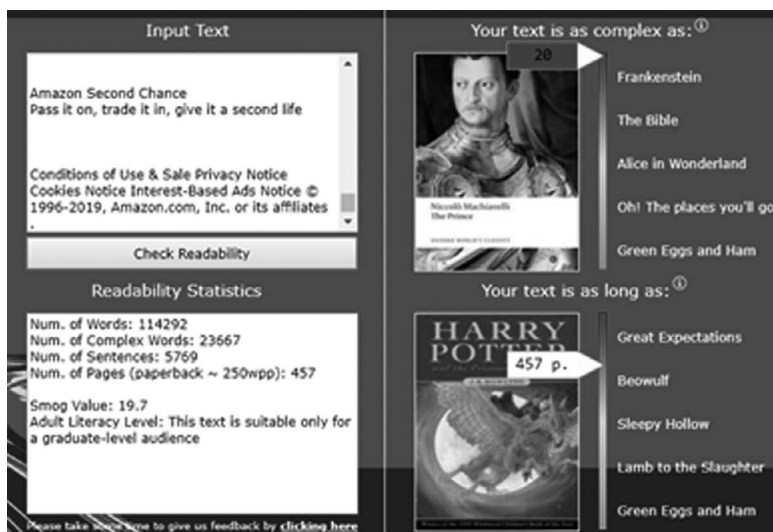 Input Text
Amazon Second Chance
Pass it on, trade it in, give it a second life
Conditions of Use & Sale Privacy Notice
Cookies Notice Interest-Based Ads Notice ©
1996-2019, Amazon.com, Inc. or its affiliates
.
Check Readability
Readability Statistics
Num. of Words: 114292
Num. of Complex Words: 23667
Num. of Sentences: 5769
Num. of Pages (paperback ~ 250wpp): 457
Smog Value: 19.7
Adult Literacy Level: This text is suitable only for
a graduate-level audience
Please take some time to give us feedback by clicking here
Your text is as complex as:
20
Niccolò Machiavelli
The Prince
OXFORD WORLD'S CLASSICS
Frankenstein
The Bible
Alice in Wonderland
Oh! The places you'll go
Green Eggs and Ham
Your text is as long as:
HARRY
POTTER
457 p.
J.K. ROWLING
Great Expectations
Beowulf
Sleepy Hollow
Lamb to the Slaughter
Green Eggs and Ham